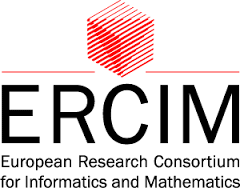 ERCIM
European Research Consortium
for Informatics and Mathematics